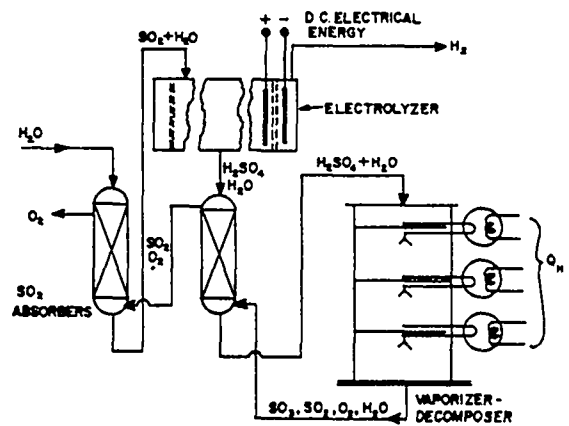 SO2+H2O
+ −
D.C. ELECTRICAL
ENERGY
H2
ELECTROLYZER
H2O
H2SO4
H2O
H2SO4+H2O
O2
SO2
O2
QH
SO2
ABSORBERS
SO3, SO2, O2, H2O
VAPORIZER-
DECOMPOSER